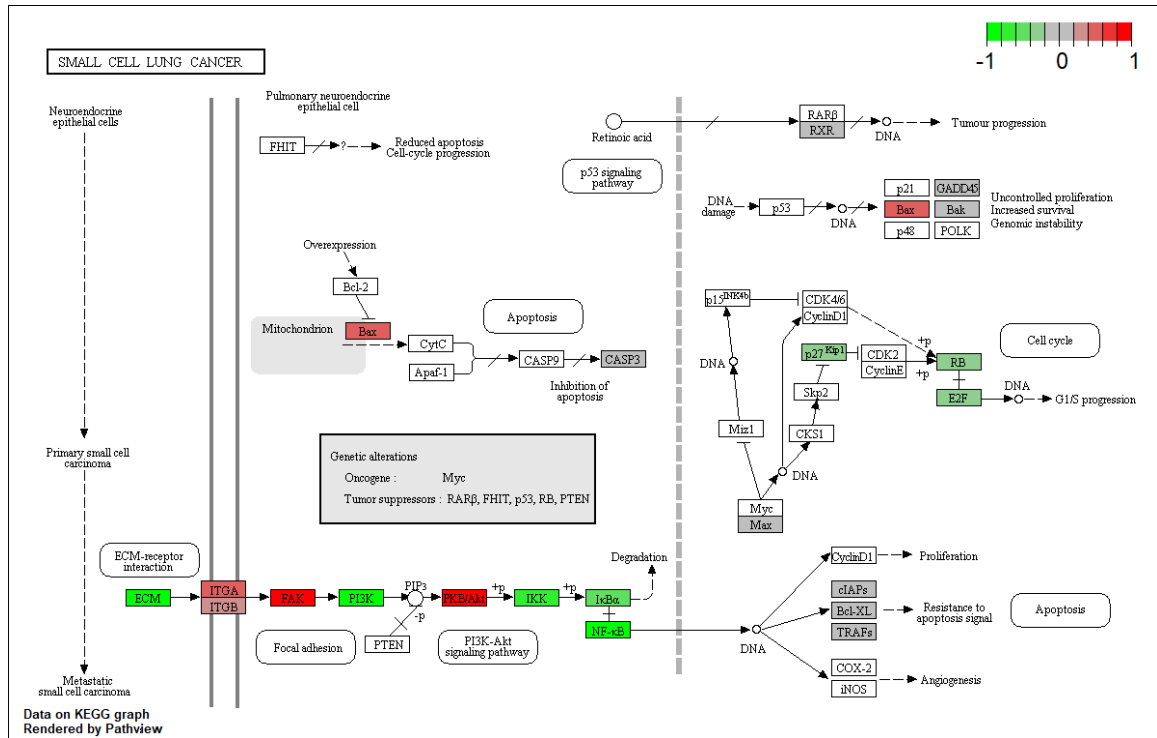 -1 0 1
SMALL CELL LUNG CANCER
Neuroendocrine
epithelial cells
Pulmonary neuroendocrine
epithelial cell
FHIT
?
Reduced apoptosis
Cell-cycle progression
Retinoic acid
RARβ
RXR
DNA
Tumour progression
p53 signaling
pathway
DNA
damage
p53
DNA
p21
GADD45
Bax
Bak
p48
POLK
Uncontrolled proliferation
Increased survival
Genomic instability
Overexpression
Bcl-2
Mitochondrion
Bax
CytC
Apaf-1
Apoptosis
CASP9
CASP3
Inhibition of
apoptosis
p15INK4b
CDK4/6
CyclinD1
p27Kip1
CDK2
CyclinE
+p
+p
RB
E2F
Cell cycle
DNA
G1/S progression
DNA
Skp2
Miz1
CKS1
DNA
Myc
Max
Primary small cell
carcinoma
Genetic alterations
Oncogene : Myc
Tumor suppressors : RARβ, FHIT, p53, RB, PTEN
ECM-receptor
interaction
ECM
ITGA
ITGB
FAK
PI3K
PIP3
-p
PTEN
PKB/Akt
+p
IKK
+p
IκBα
NF-κB
Degradation
Focal adhesion
PI3K-Akt
signaling pathway
DNA
CyclinD1
Proliferation
cIAPs
Bcl-XL
TRAFs
Resistance to
apoptosis signal
Apoptosis
COX-2
iNOS
Angiogenesis
Metastatic
small cell carcinoma
Data on KEGG graph
Rendered by Pathview